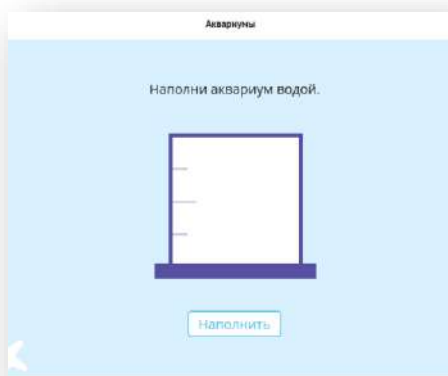 Аквариумы
Наполни аквариум водой.
Наполнить